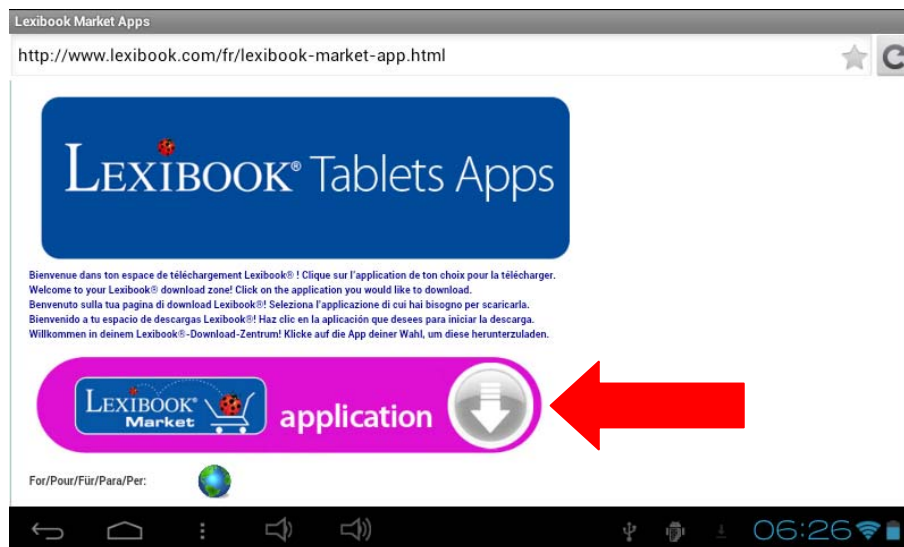 Lexibook Market Apps
http://www.lexibook.com/fr/lexibook-market-app.html
LEXIBOOK® Tablets Apps
Bienvenue dans ton espace de téléchargement Lexibook® ! Clique sur l'application de ton choix pour la télécharger.
Welcome to your Lexibook® download zone! Click on the application you would like to download.
Benvenuto sulla tua pagina di download Lexibook®! Seleziona l'applicazione di cui hai bisogno per scaricarla.
Bienvenido a tu espacio de descargas Lexibook®! Haz clic en la aplicación que desees para iniciar la descarga.
Willkommen in deinem Lexibook®-Download-Zentrum! Klicke auf die App deiner Wahl, um diese herunterzuladen.
LEXIBOOK®
Market
application
For/Pour/Für/Para/Per:
06:26